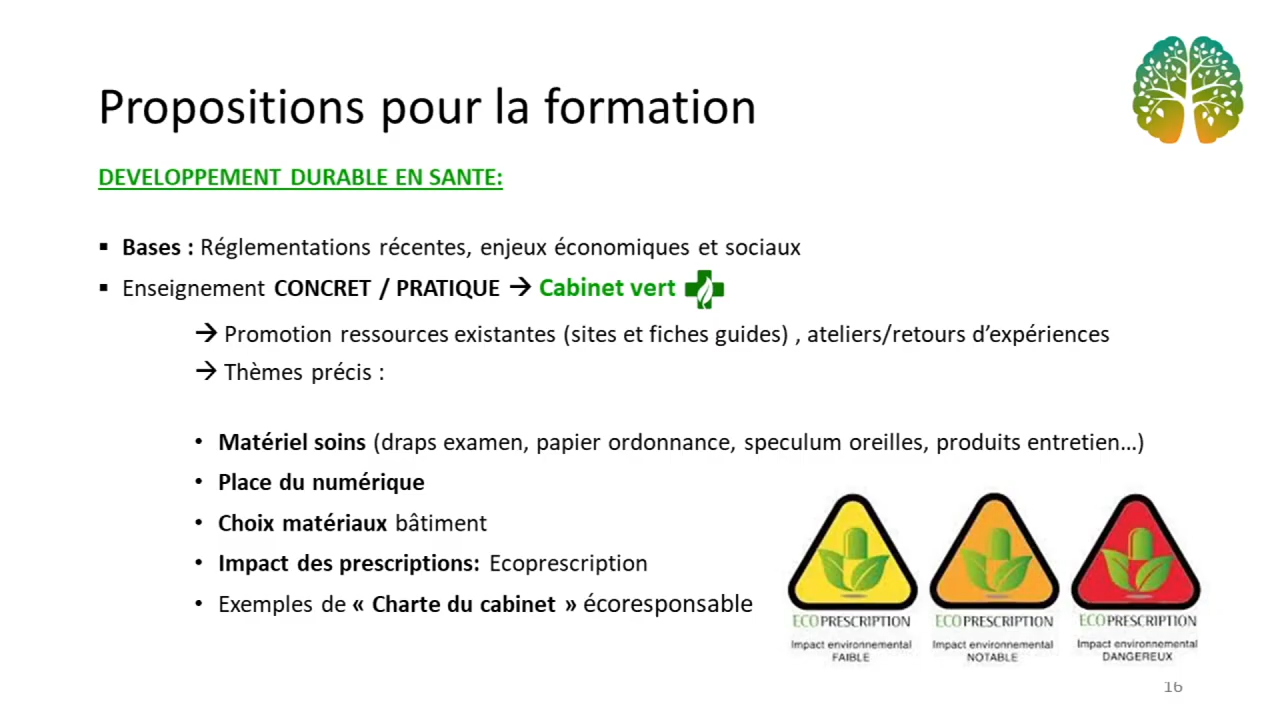 Propositions pour la formation
DEVELOPPEMENT DURABLE EN SANTE:
▪ Bases : Réglementations récentes, enjeux économiques et sociaux
▪ Enseignement CONCRET / PRATIQUE → Cabinet vert
→ Promotion ressources existantes (sites et fiches guides) , ateliers/retours d’expériences
→ Thèmes précis :
• Matériel soins (draps examen, papier ordonnance, speculum oreilles, produits entretien…)
• Place du numérique
• Choix matériaux bâtiment
• Impact des prescriptions: Ecoprescription
• Exemples de « Charte du cabinet » écoresponsable
ECOPRESCRIPTION
Impact environnemental
FAIBLE
ECOPRESCRIPTION
Impact environnemental
NOTABLE
ECOPRESCRIPTION
Impact environnemental
DANGEREUX
16